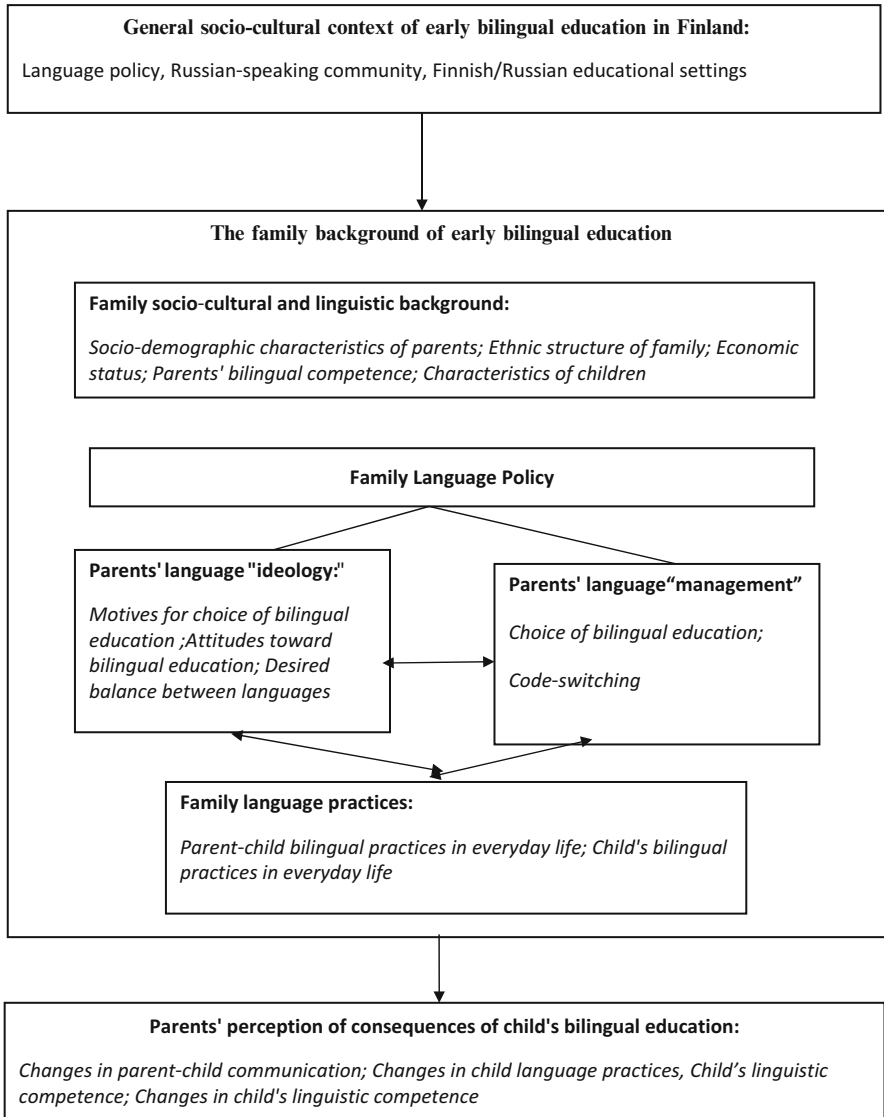 General socio-cultural context of early bilingual education in Finland:
Language policy, Russian-speaking community, Finnish/Russian educational settings
The family background of early bilingual education
Family socio-cultural and linguistic background:
Socio-demographic characteristics of parents; Ethnic structure of family; Economic
status; Parents' bilingual competence; Characteristics of children
Family Language Policy
Parents' language "ideology:"
Motives for choice of bilingual
education ;Attitudes toward
bilingual education; Desired
balance between languages
Parents' language“management”
Choice of bilingual education;
Code-switching
Family language practices:
Parent-child bilingual practices in everyday life; Child's bilingual
practices in everyday life
Parents' perception of consequences of child's bilingual education:
Changes in parent-child communication; Changes in child language practices, Child’s linguistic
competence; Changes in child's linguistic competence